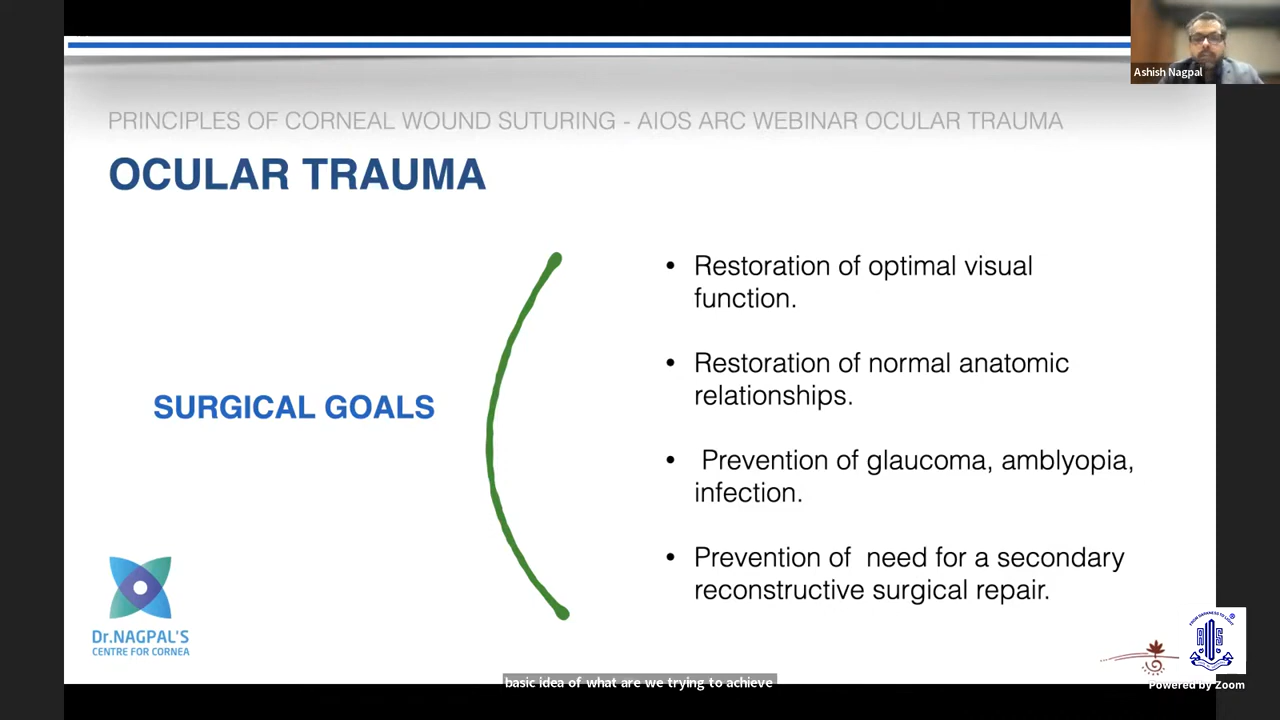 Ashish Nagpal
PRINCIPLES OF CORNEAL WOUND SUTURING - AIOS ARC WEBINAR OCULAR TRAUMA
OCULAR TRAUMA
SURGICAL GOALS
• Restoration of optimal visual
function.
• Restoration of normal anatomic
relationships.
• Prevention of glaucoma, amblyopia,
infection.
• Prevention of need for a secondary
reconstructive surgical repair.
Dr.NAGPAL'S
CENTRE FOR CORNEA
Powered by Zoom
basic idea of what are we trying to achieve